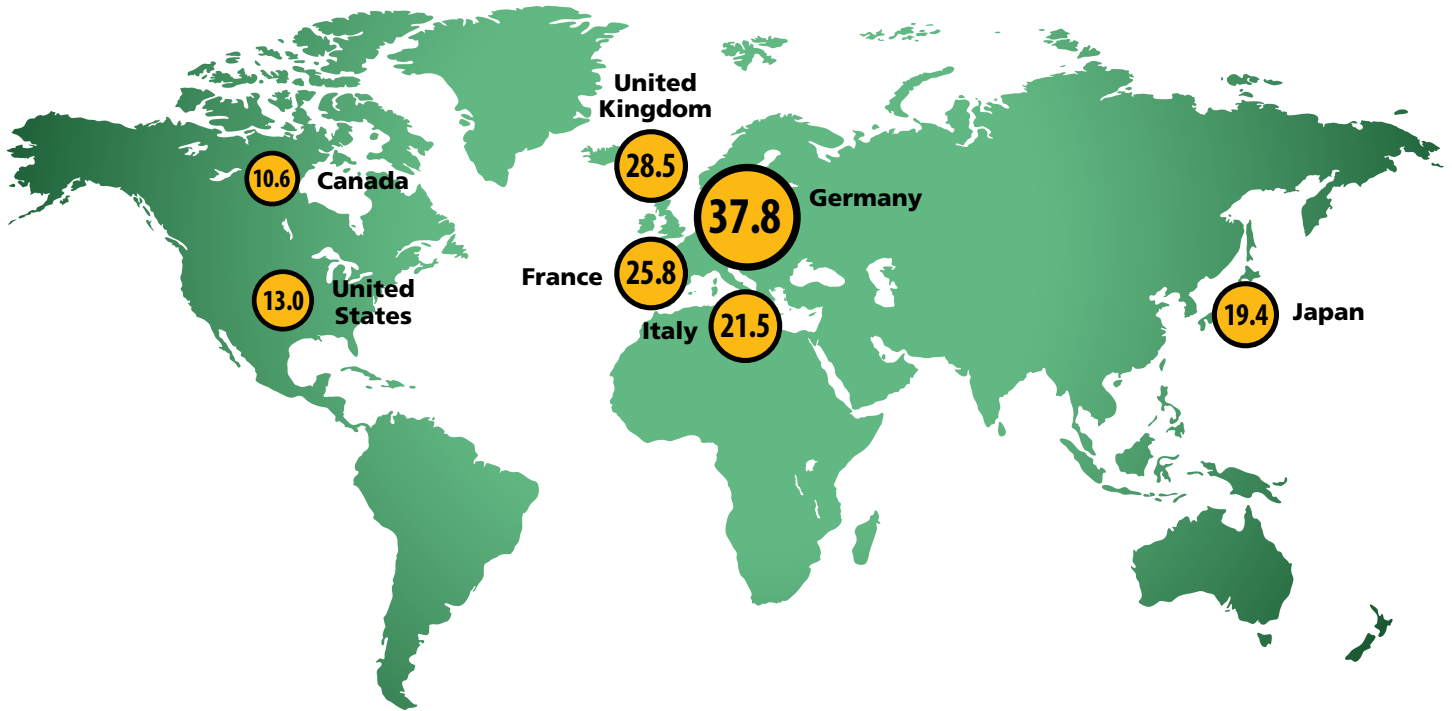 United
Kingdom
28.5
10.6
Canada
37.8
Germany
France
25.8
13.0
United
States
Italy
21.5
19.4
Japan